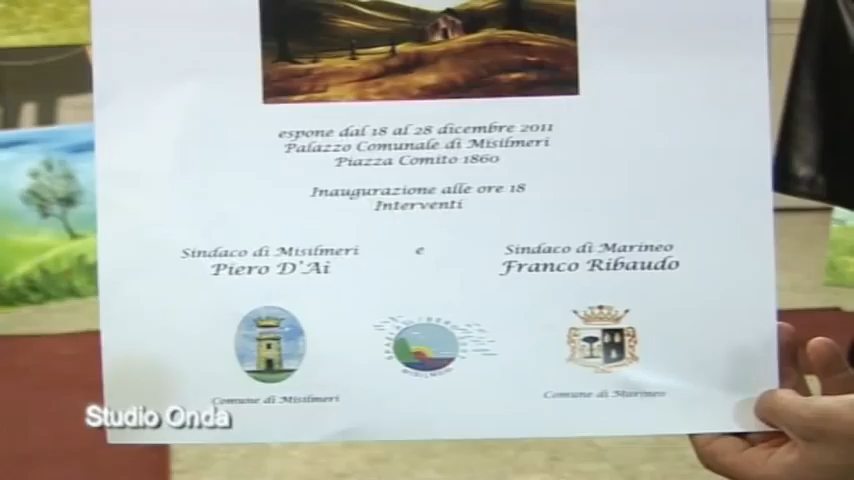 espone dal 18 al 28 dicembre 2011
Palazzo Comunale di Misilmeri
Piazza Comito 1860
Inaugurazione alle ore 18
Interventi
Sindaco di Misilmeri e Sindaco di Marineo
Piero D'Ai Franco Ribaudo
Comune di Misilmeri Comune di Marineo
Studio Onda